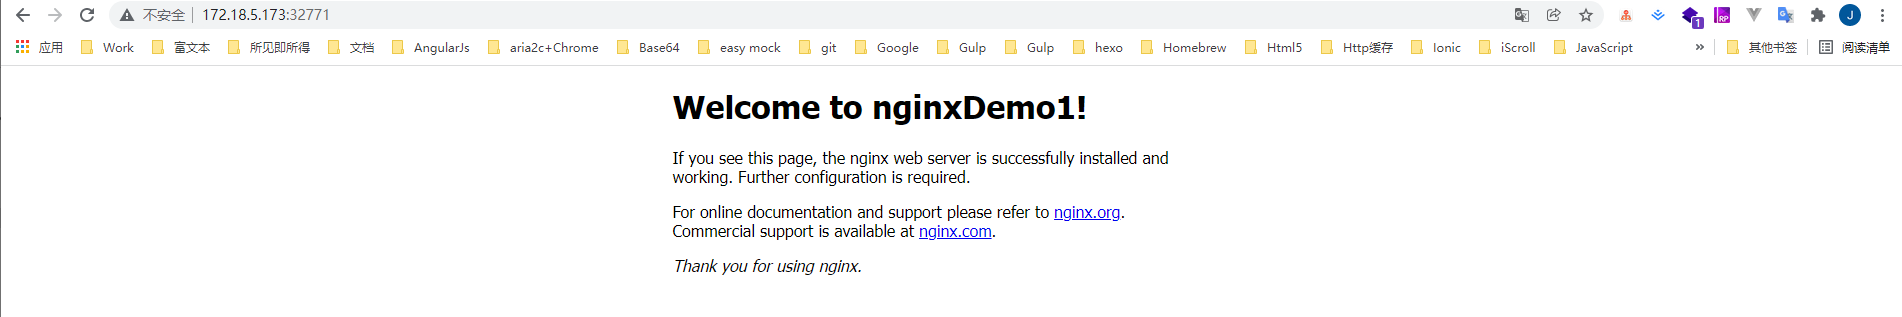 不安全 172.18.5.173:32771
1 RP J
应用 Work 富文本 所见即所得 文档 AngularJs aria2c+Chrome Base64 easy mock git Google Gulp Gulp hexo Homebrew Html5 Http缓存 Ionic iScroll JavaScript » 其他书签 阅读清单
Welcome to nginxDemo1!
If you see this page, the nginx web server is successfully installed and
working. Further configuration is required.
For online documentation and support please refer to nginx.org.
Commercial support is available at nginx.com.
Thank you for using nginx.